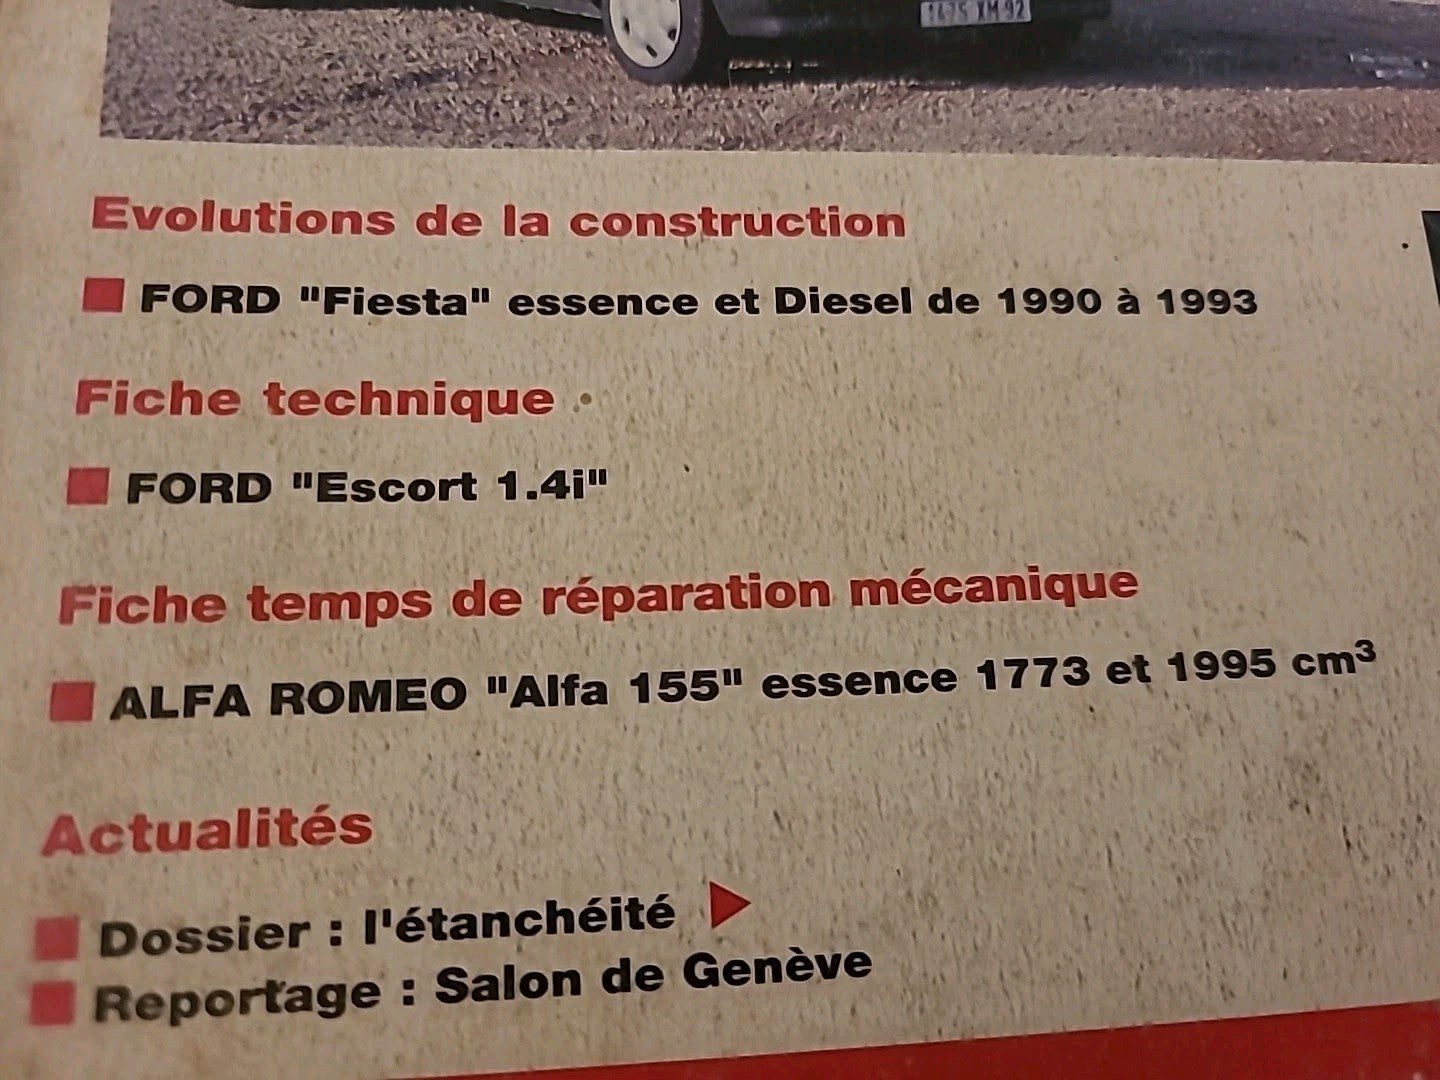 Evolutions de la construction
FORD "Fiesta" essence et Diesel de 1990 à 1993
Fiche technique
FORD "Escort 1.4i"
Fiche temps de réparation mécanique
ALFA ROMEO "Alfa 155" essence 1773 et 1995 cm³
Actualités
Dossier : l'étanchéité
Reportage : Salon de Genève